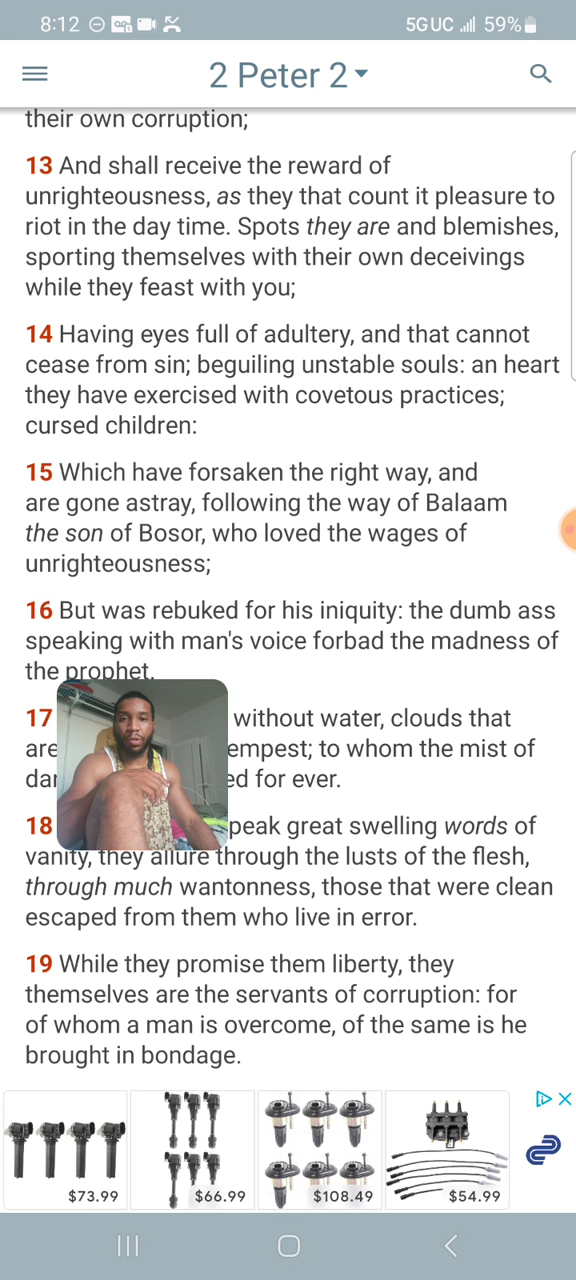 8:12
5G UC 59%
2 Peter 2
their own corruption;
13 And shall receive the reward of
unrighteousness, as they that count it pleasure to
riot in the day time. Spots they are and blemishes,
sporting themselves with their own deceivings
while they feast with you;
14 Having eyes full of adultery, and that cannot
cease from sin; beguiling unstable souls: an heart
they have exercised with covetous practices;
cursed children:
15 Which have forsaken the right way, and
are gone astray, following the way of Balaam
the son of Bosor, who loved the wages of
unrighteousness;
16 But was rebuked for his iniquity: the dumb ass
speaking with man's voice forbad the madness of
the prophet.
17 without water, clouds that
are to whom the mist of
for ever.
18 great swelling words of
vanity, they allure through the lusts of the flesh,
through much wantonness, those that were clean
escaped from them who live in error.
19 While they promise them liberty, they
themselves are the servants of corruption: for
of whom a man is overcome, of the same is he
brought in bondage.
$73.99
$66.99
$108.49
$54.99